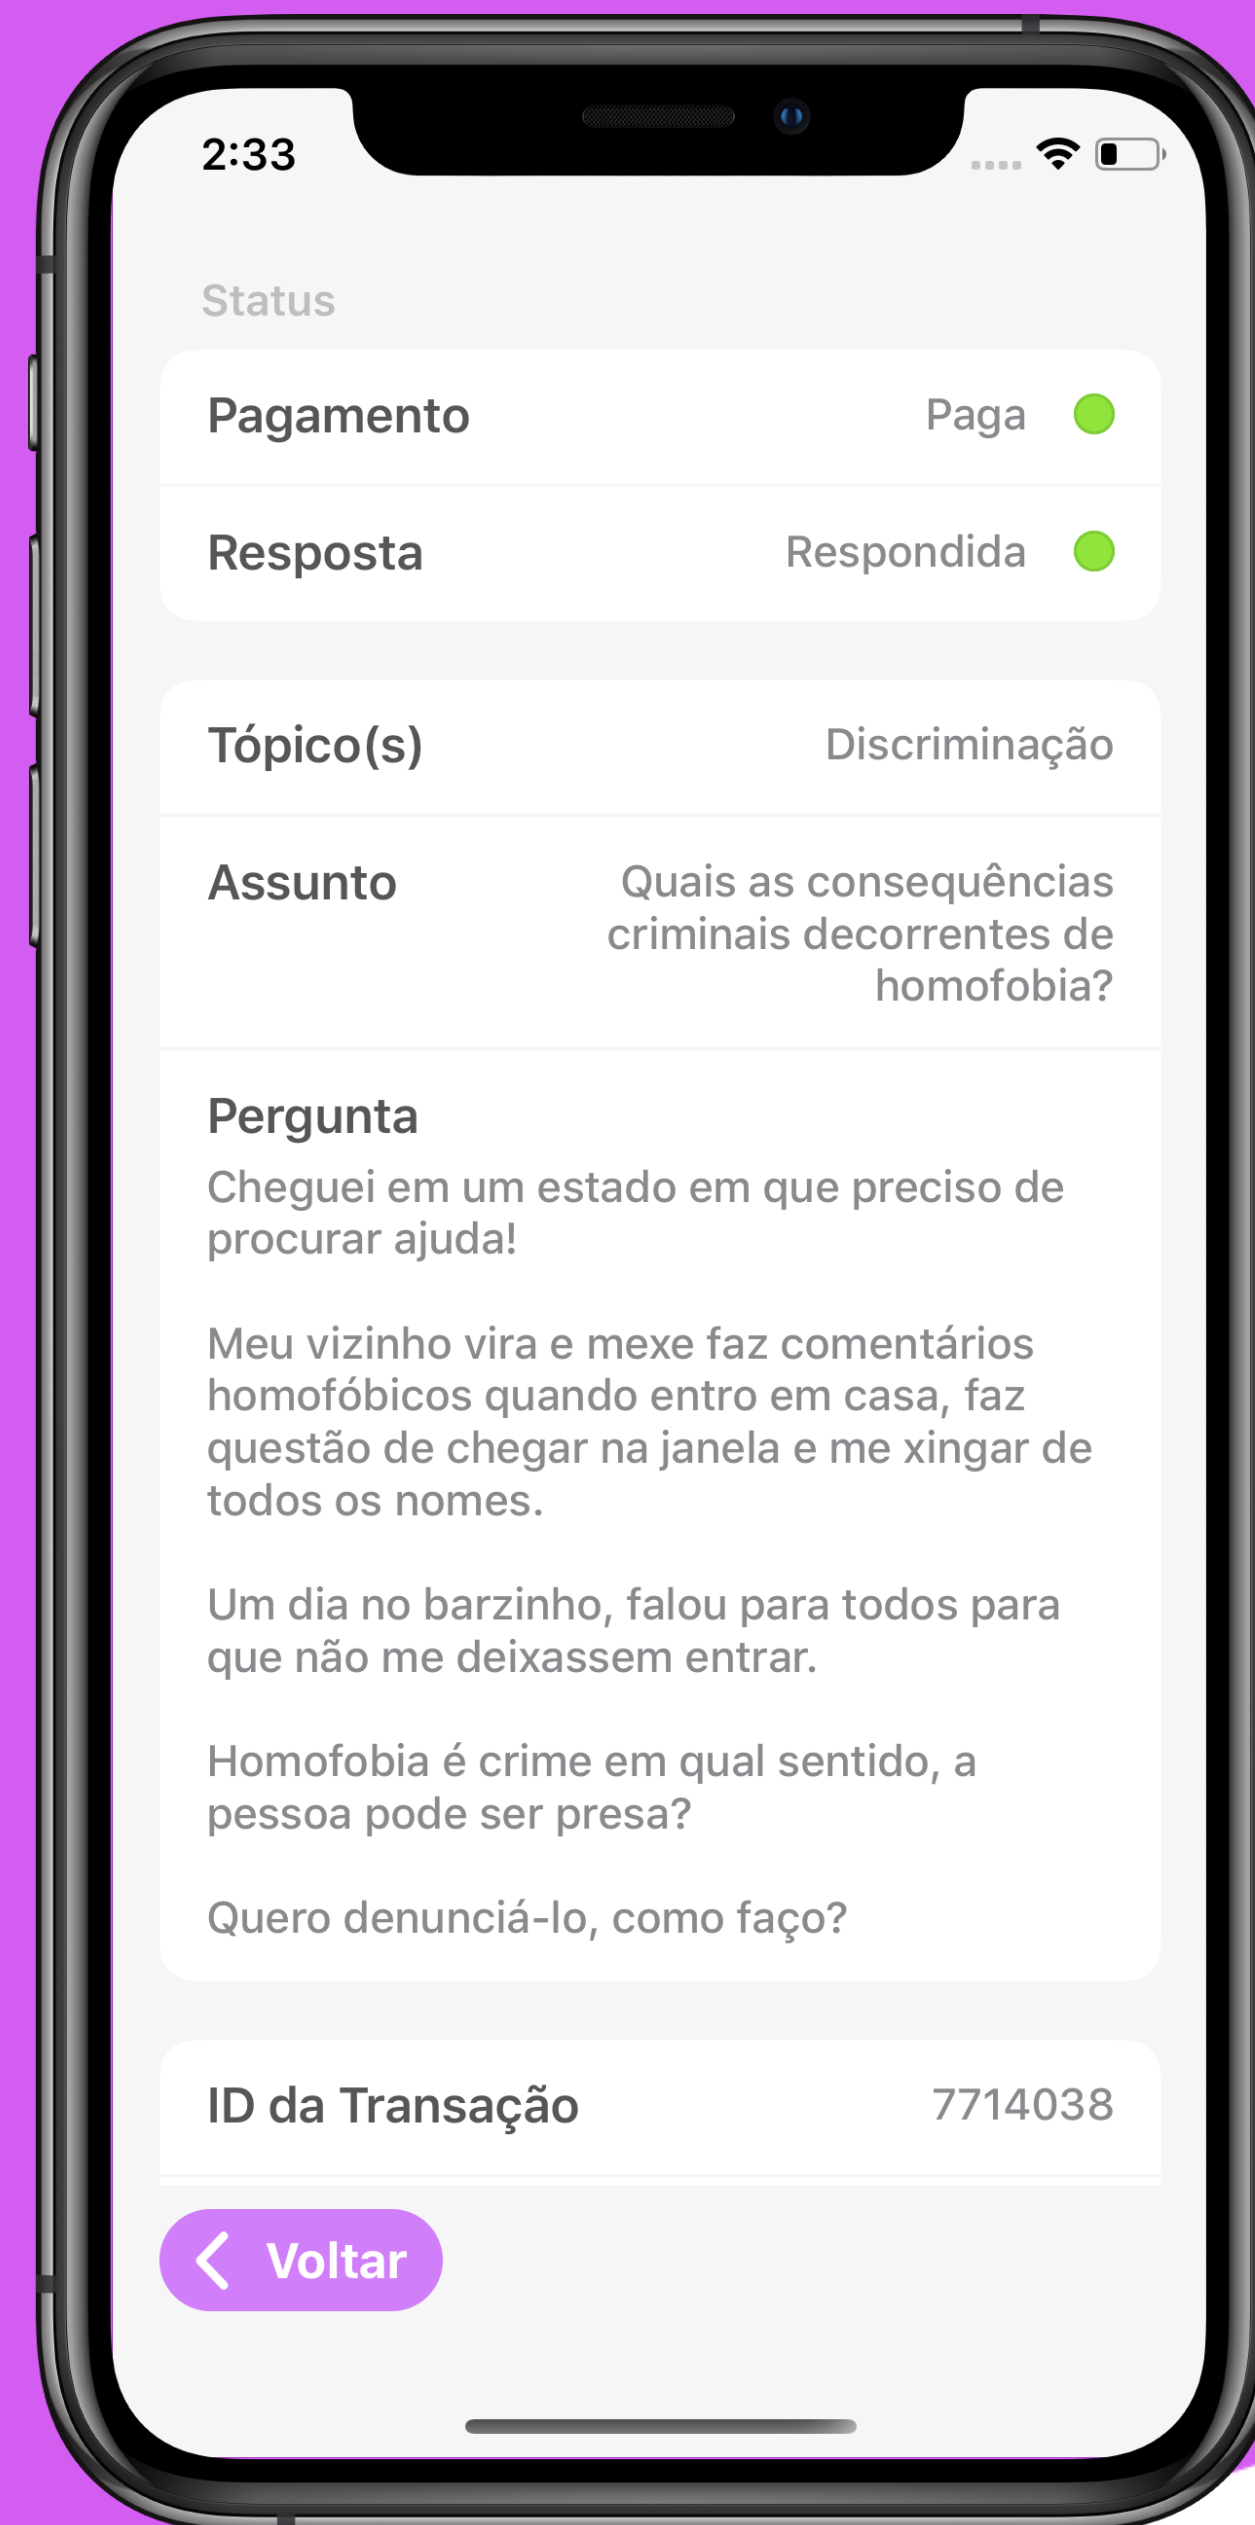 2:33
Status
Pagamento Paga
Resposta Respondida
Tópico(s) Discriminação
Assunto Quais as consequências
criminais decorrentes de
homofobia?
Pergunta
Cheguei em um estado em que preciso de
procurar ajuda!
Meu vizinho vira e mexe faz comentários
homofóbicos quando entro em casa, faz
questão de chegar na janela e me xingar de
todos os nomes.
Um dia no barzinho, falou para todos para
que não me deixassem entrar.
Homofobia é crime em qual sentido, a
pessoa pode ser presa?
Quero denunciá-lo, como faço?
ID da Transação 7714038
Voltar